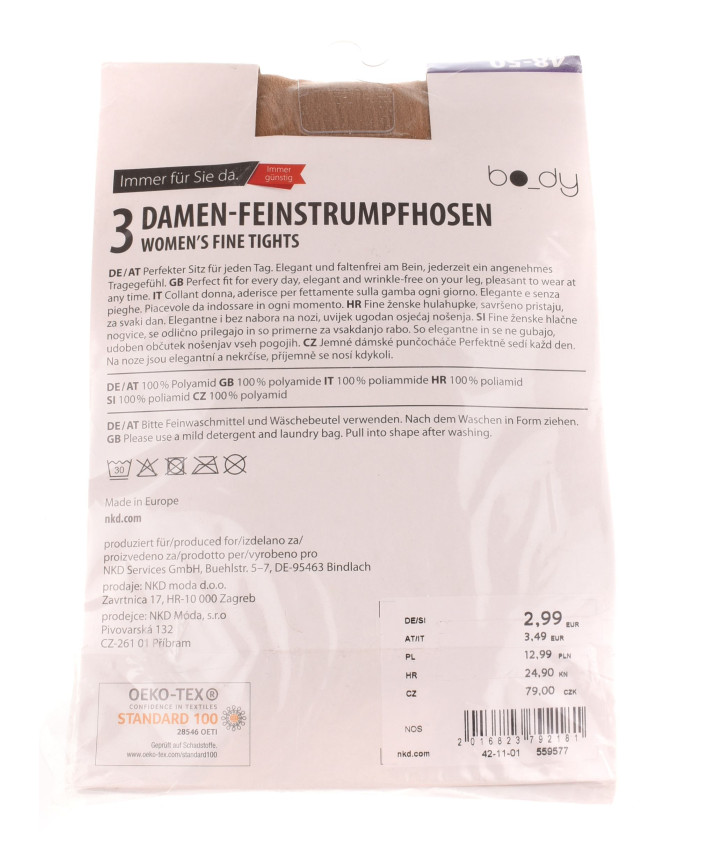 48-50
Immer für Sie da.
Immer
günstig
bo_dy
3 DAMEN-FEINSTRUMPFHOSEN
WOMEN'S FINE TIGHTS
DE/AT Perfekter Sitz für jeden Tag. Elegant und faltenfrei am Bein, jederzeit ein angenehmes
Tragegefühl. GB Perfect fit for every day, elegant and wrinkle-free on your leg, pleasant to wear at
any time. IT Collant donna, aderisce per fettamente sulla gamba ogni giorno. Elegante e senza
pieghe. Piacevole da indossare in ogni momento. HR Fine ženske hulahupke, savršeno pristaju,
za svaki dan. Elegantne i bez nabora na nozi, uvijek ugodan osjećaj nošenja. SI Fine ženske hlačne
nogvice, se odlično prilegajo in so primerne za vsakdanjo rabo. So elegantne in se ne gubajo,
udoben občutek nošenjav vseh pogojih. CZ Jemné dámské punčocháče Perfektně sedí každ den.
Na noze jsou elegantní a nekrčíse, příjemně se nosí kdykoli.
DE/AT 100% Polyamid GB 100% polyamide IT 100% poliammide HR 100% poliamid
SI 100% poliamid CZ 100% polyamid
DE/AT Bitte Feinwaschmittel und Wäschebeutel verwenden. Nach dem Waschen in Form ziehen.
GB Please use a mild detergent and laundry bag. Pull into shape after washing.
30
Made in Europe
nkd.com
produziert für/produced for/izdelano za/
proizvedeno za/prodotto per/vyrobeno pro
NKD Services GmbH, Buehlstr. 5–7, DE-95463 Bindlach
prodaje: NKD moda d.o.o.
Zavrtnica 17, HR-10 000 Zagreb
prodejce: NKD Móda, s.r.o
Pivovarská 132
CZ-261 01 Příbram
OEKO-TEX®
CONFIDENCE IN TEXTILES
STANDARD 100
28546 OETI
Geprüft auf Schadstoffe.
www.oeko-tex.com/standard100
DE/SI 2,99 EUR
AT/IT 3,49 EUR
PL 12,99 PLN
HR 24,90 KN
CZ 79,00 CZK
NOS
2016823792181
nkd.com 42-11-01 559577